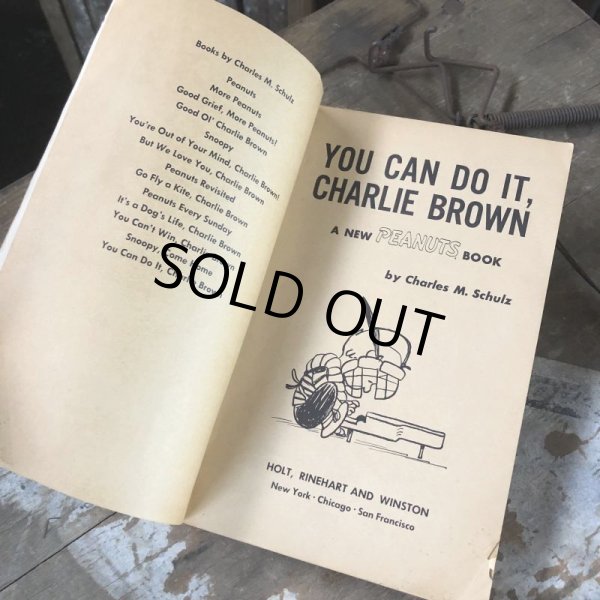 Books by Charles M. Schulz
Peanuts
More Peanuts
Good Grief, More Peanuts!
Good Ol' Charlie Brown
Snoopy
You're Out of Your Mind, Charlie Brown!
But We Love You, Charlie Brown
Peanuts Revisited
Go Fly a Kite, Charlie Brown
Peanuts Every Sunday
It's a Dog's Life, Charlie Brown
You Can't Win, Charlie Brown
Snoopy, Come Home
You Can Do It, Charlie Brown
YOU CAN DO IT,
CHARLIE BROWN
A NEW PEANUTS BOOK
by Charles M. Schulz
SOLD OUT
HOLT, RINEHART AND WINSTON
New York · Chicago · San Francisco